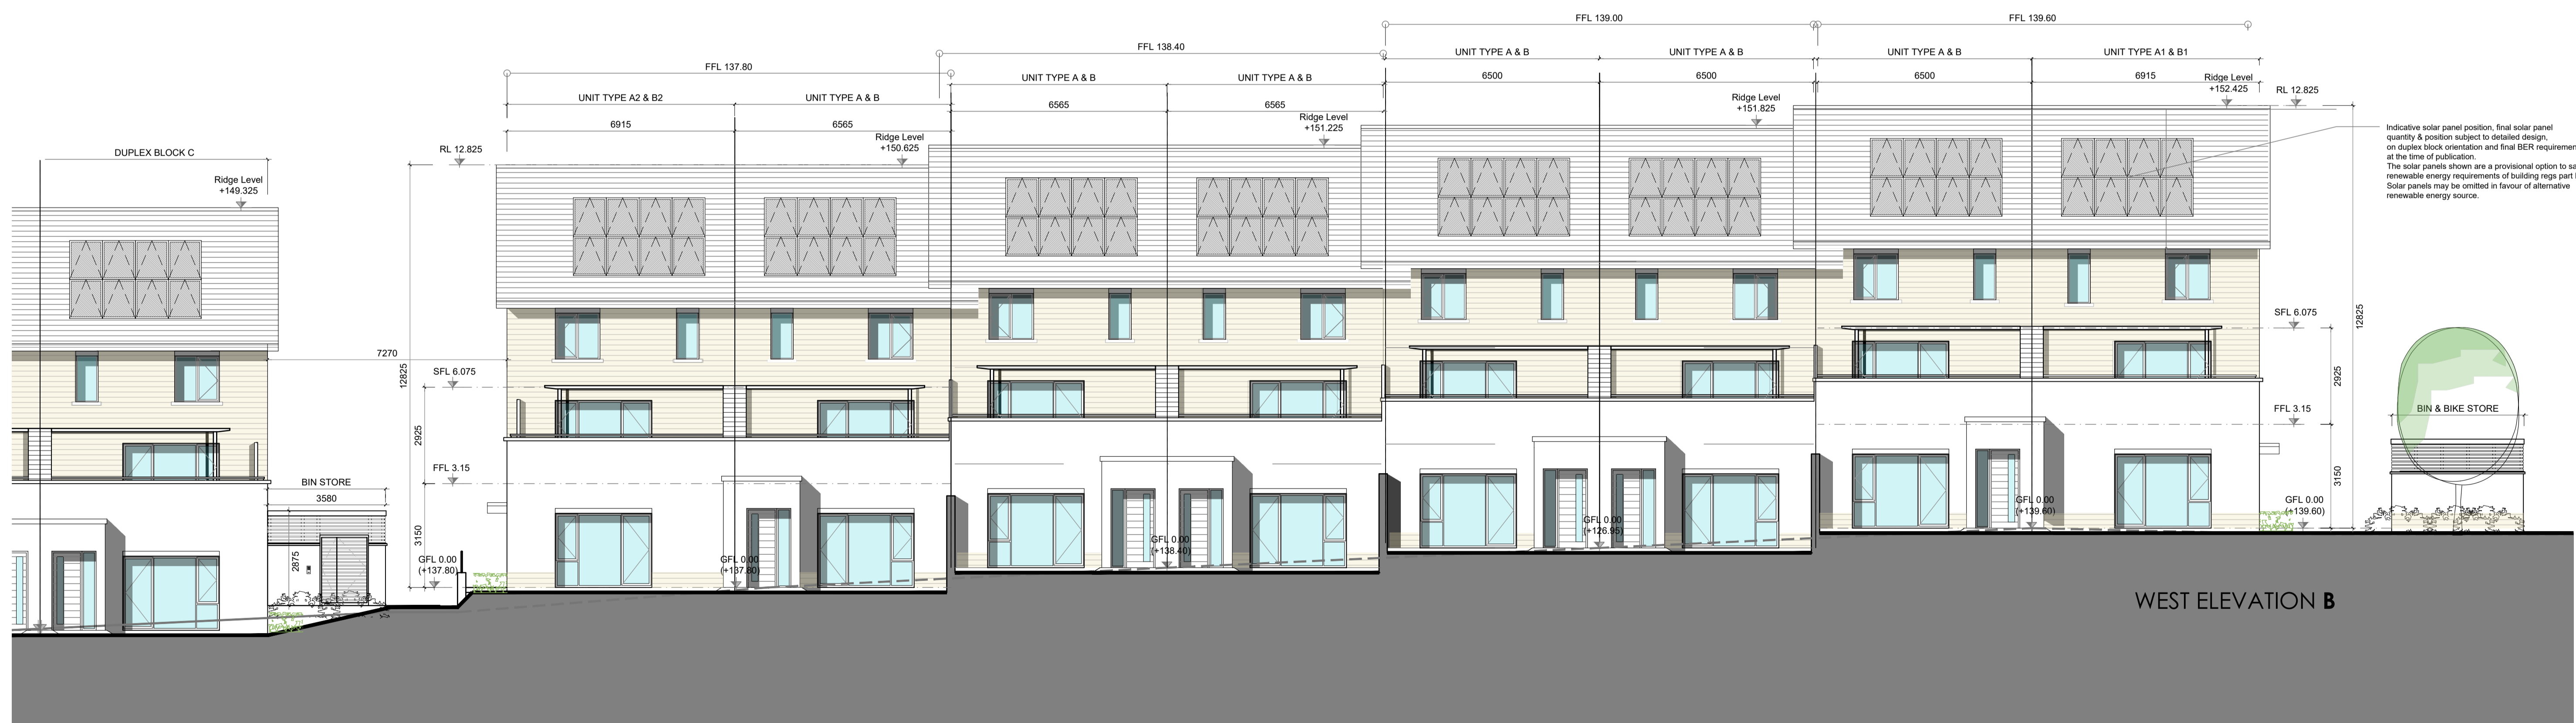 FFL 139.00
FFL 139.60
FFL 138.40
FFL 137.80
UNIT TYPE A & B
UNIT TYPE A & B
UNIT TYPE A & B
UNIT TYPE A1 & B1
UNIT TYPE A & B
UNIT TYPE A & B
6500
6500
6500
6915
Ridge Level
+152.425
RL 12.825
UNIT TYPE A2 & B2
UNIT TYPE A & B
6565
6565
Ridge Level
+151.825
6915
6565
Ridge Level
+151.225
Ridge Level
+150.625
RL 12.825
DUPLEX BLOCK C
Ridge Level
+149.325
Indicative solar panel position, final solar panel
quantity & position subject to detailed design,
on duplex block orientation and final BER requiremen
at the time of publication.
The solar panels shown are a provisional option to sa
renewable energy requirements of building regs part
Solar panels may be omitted in favour of alternative
renewable energy source.
7270
12825
SFL 6.075
2925
FFL 3.15
3150
GFL 0.00
(+137.80)
BIN STORE
3580
2875
GFL 0.00
(+137.80)
GFL 0.00
(+138.40)
GFL 0.00
(+126.95)
GFL 0.00
(+139.60)
SFL 6.075
12825
2925
FFL 3.15
3150
GFL 0.00
(+139.60)
BIN & BIKE STORE
WEST ELEVATION B